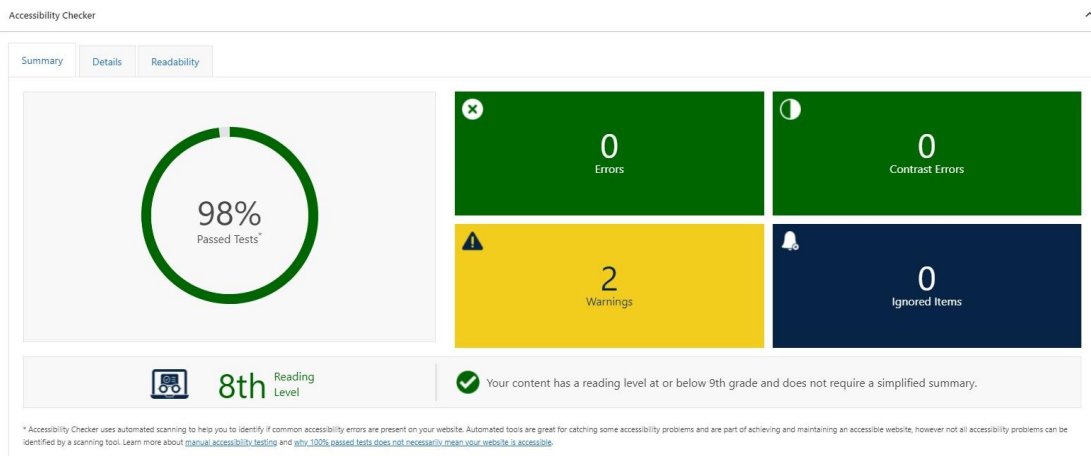 Accessibility Checker
Summary
Details
Readability
98%
Passed Tests*
0
Errors
0
Contrast Errors
2
Warnings
0
Ignored Items
8th
Reading
Level
Your content has a reading level at or below 9th grade and does not require a simplified summary.
* Accessibility Checker uses automated scanning to help you to identify if common accessibility errors are present on your website. Automated tools are great for catching some accessibility problems and are part of achieving and maintaining an accessible website, however not all accessibility problems can be
identified by a scanning tool. Learn more about manual accessibility testing and why 100% passed tests does not necessarily mean your website is accessible.